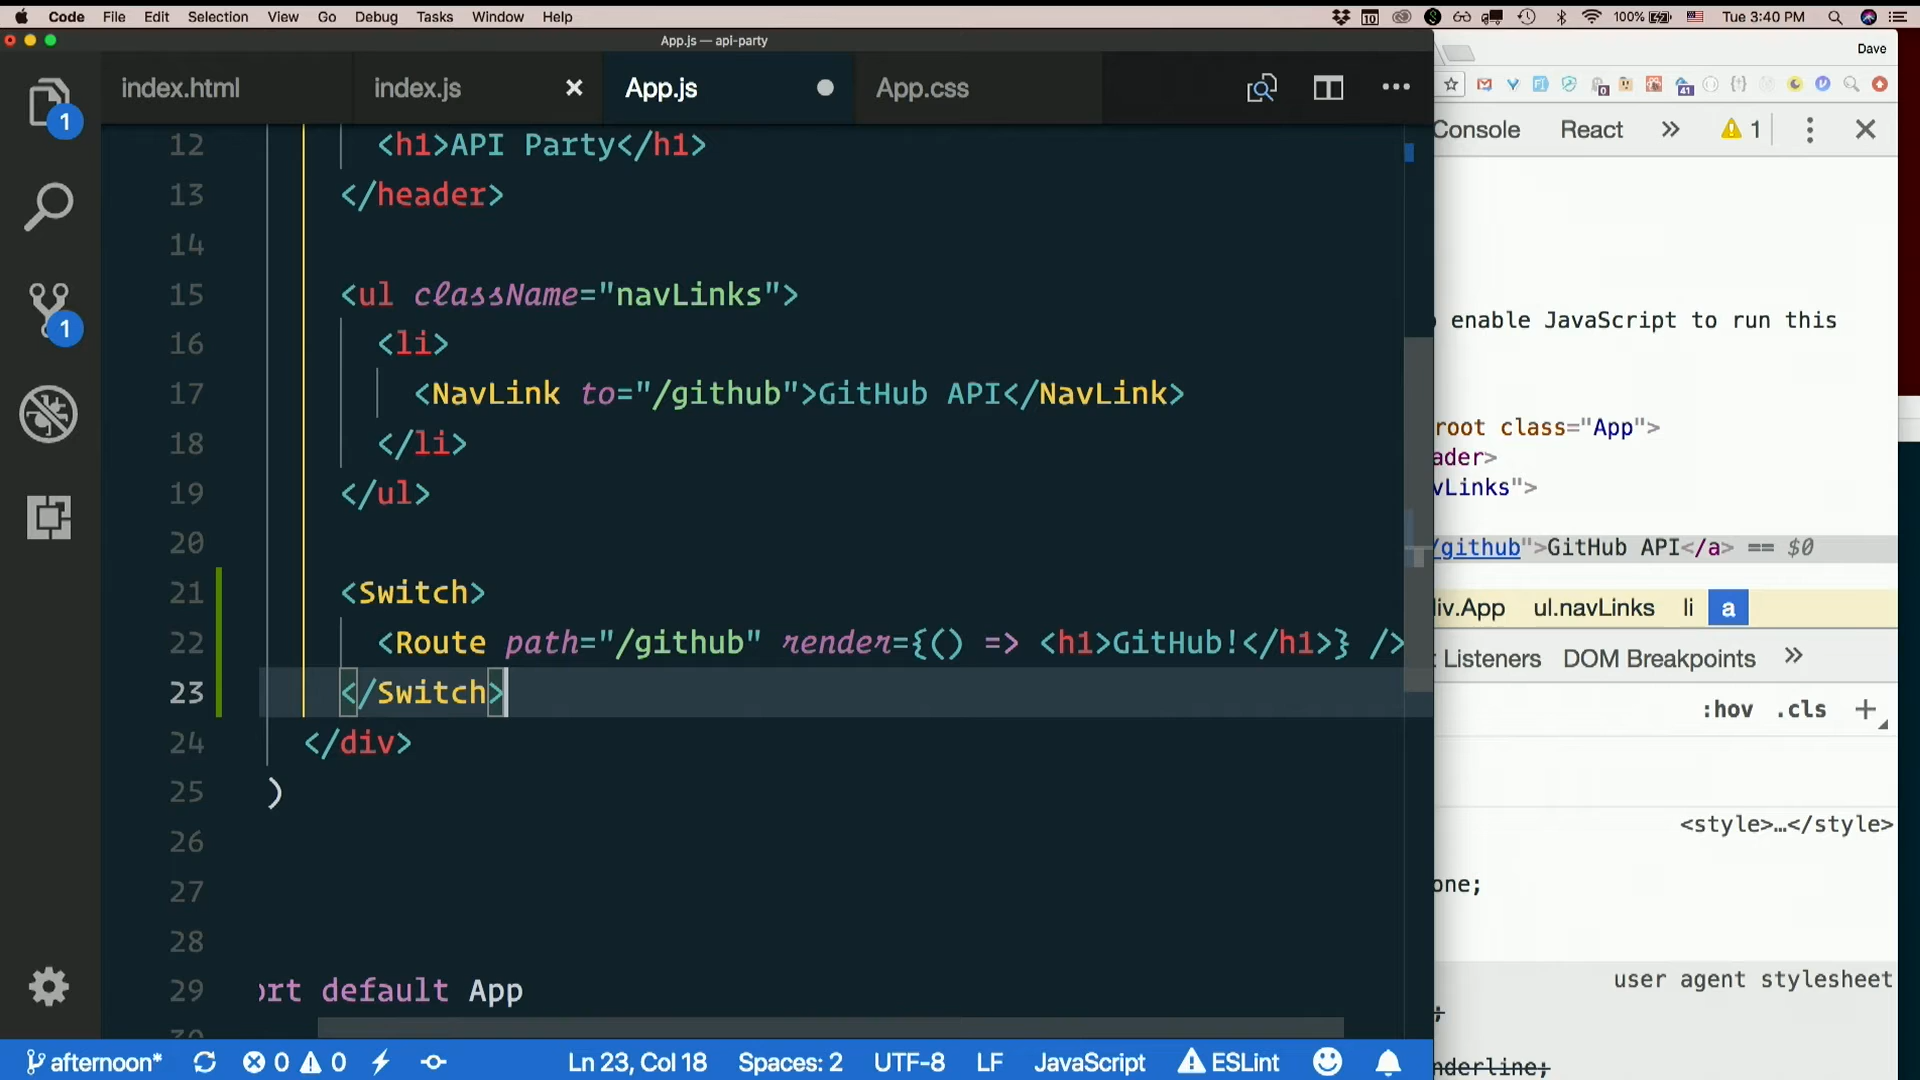 Code File Edit Selection View Go Debug Tasks Window Help
10 100% Tue 3:40 PM
App.js — api-party
Dave
index.html index.js App.js App.css
41
Console React 1
1
1
12 <h1>API Party</h1>
13 </header>
14
15 <ul className="navLinks">
16 <li>
17 <NavLink to="/github">GitHub API</NavLink>
18 </li>
19 </ul>
20
21 <Switch>
22 <Route path="/github" render={() => <h1>GitHub!</h1>} />
23 </Switch>
24 </div>
25 )
26
27
28
29 ort default App
30
enable JavaScript to run this
root class="App">
ader>
vLinks">
/github">GitHub API</a> == $0
div.App ul.navLinks li a
t Listeners DOM Breakpoints
:hov .cls +
<style>…</style>
one;
user agent stylesheet
;
nderline;
afternoon* 0 0 Ln 23, Col 18 Spaces: 2 UTF-8 LF JavaScript ESLint